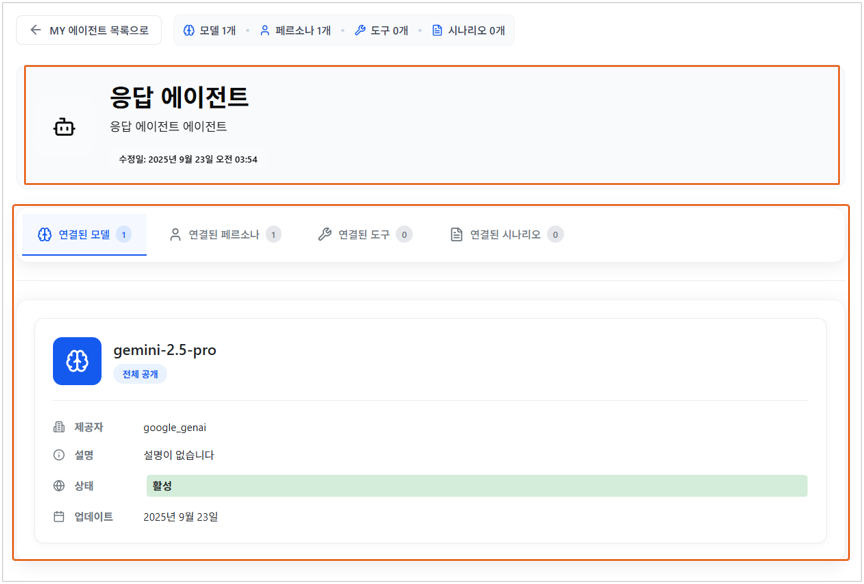 MY 에이전트 목록으로
모델 1개 • 페르소나 1개 • 도구 0개 • 시나리오 0개
응답 에이전트
응답 에이전트 에이전트
수정일: 2025년 9월 23일 오전 03:54
연결된 모델 1 연결된 페르소나 1 연결된 도구 0 연결된 시나리오 0
gemini-2.5-pro
전체 공개
제공자 google_genai
설명 설명이 없습니다
상태 활성
업데이트 2025년 9월 23일